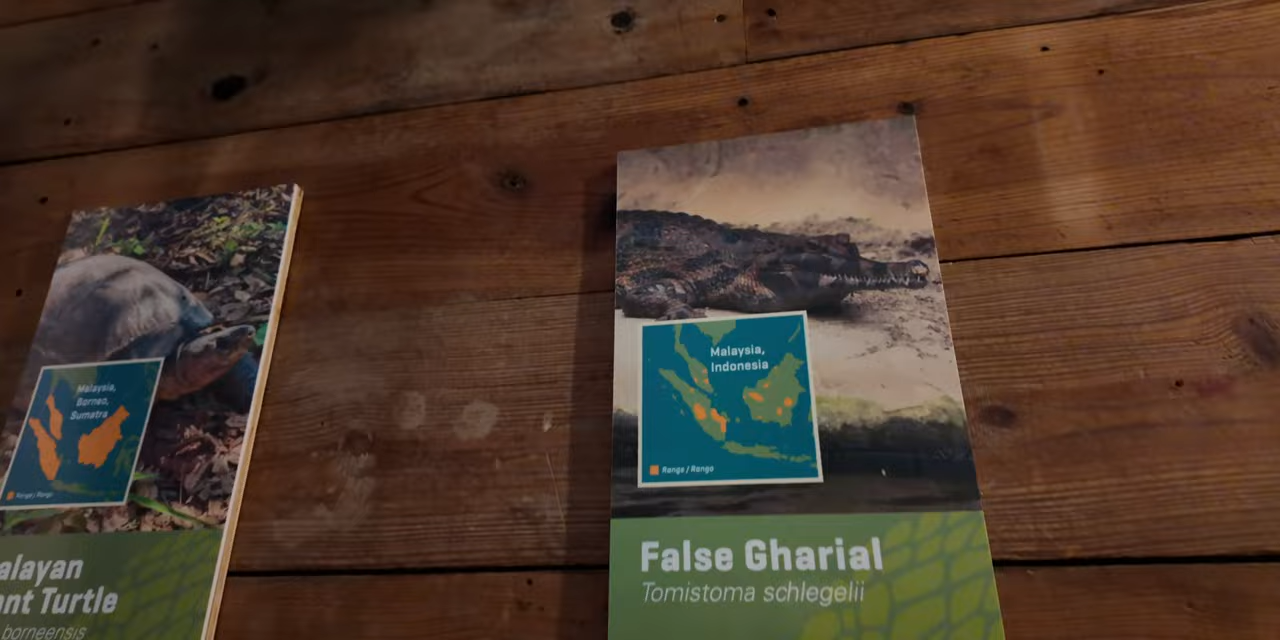 Malaysia,
Borneo,
Sumatra
Range / Rango
alayan
ant Turtle
borneensis
Malaysia,
Indonesia
Range / Rango
False Gharial
Tomistoma schlegelii